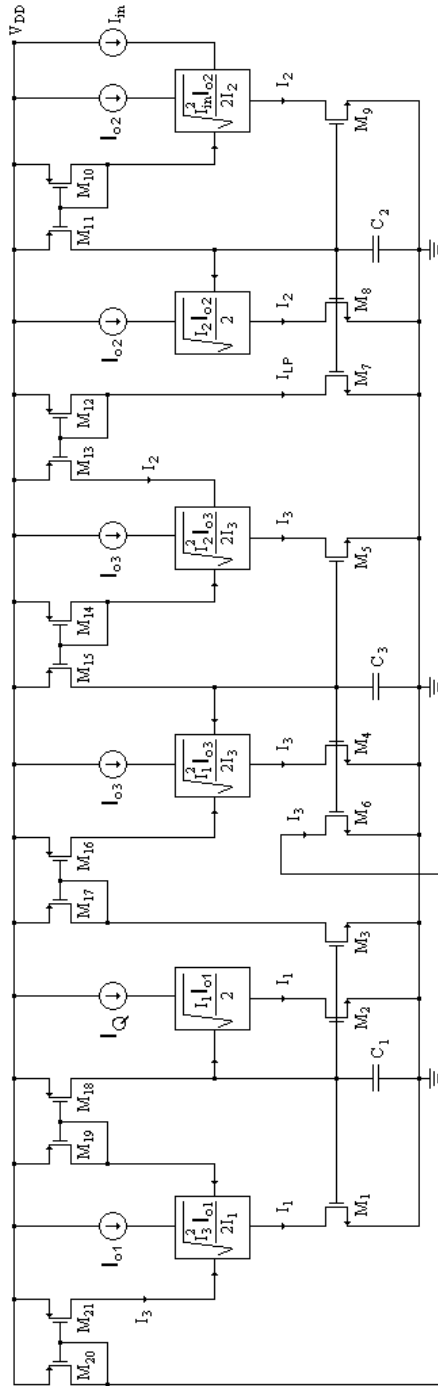 V_DD
M_20
M_21
I_o1
M_19
M_18
I_Q
M_17
M_16
I_o3
M_15
M_14
I_o3
M_13
M_12
I_o2
M_11
M_10
I_o2
I_in
I_3
I_2
√(I_3^2 I_o1 / 2I_1)
√(I_1 I_o1 / 2)
√(I_1^2 I_o3 / 2I_3)
√(I_2^2 I_o3 / 2I_3)
√(I_2 I_o2 / 2)
√(I_in^2 I_o2 / 2I_2)
I_1
I_1
I_3
I_3
I_3
I_LP
I_2
I_2
M_1
M_2
M_3
M_6
M_4
M_5
M_7
M_8
M_9
C_1
C_3
C_2